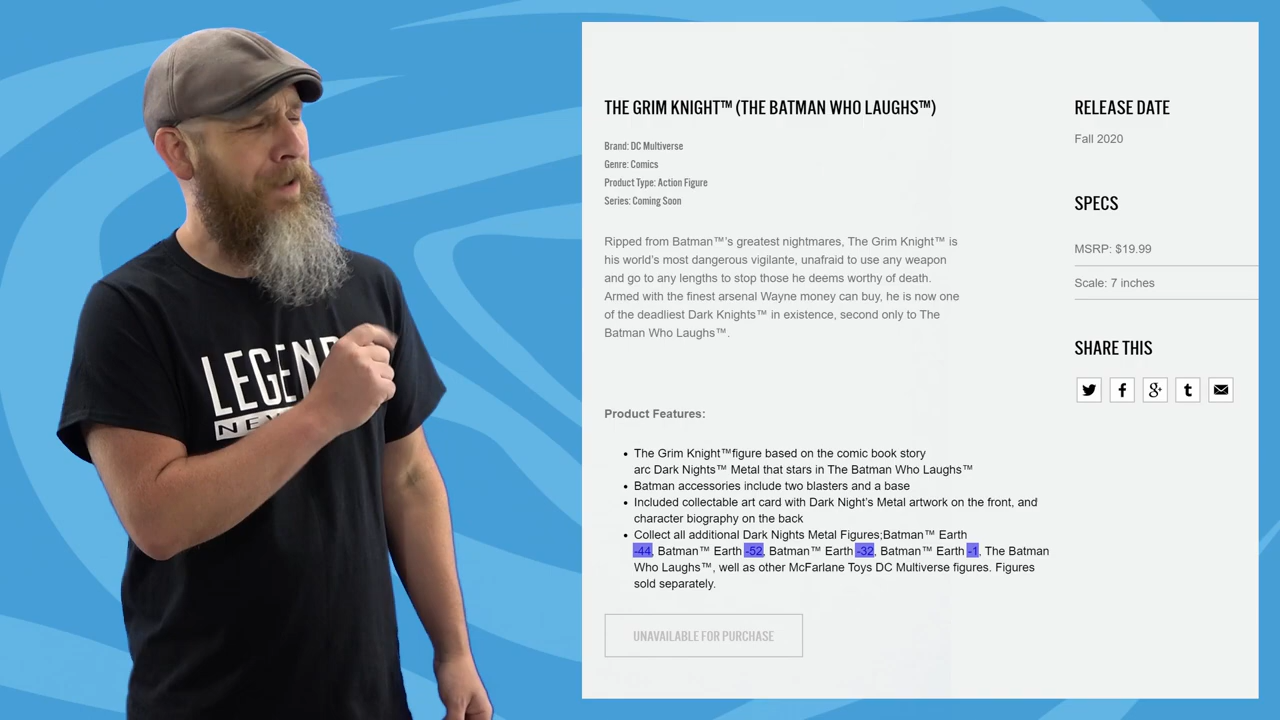 LEGEND
THE GRIM KNIGHT™ (THE BATMAN WHO LAUGHS™)
Brand: DC Multiverse
Genre: Comics
Product Type: Action Figure
Series: Coming Soon
Ripped from Batman™'s greatest nightmares, The Grim Knight™ is
his world's most dangerous vigilante, unafraid to use any weapon
and go to any lengths to stop those he deems worthy of death.
Armed with the finest arsenal Wayne money can buy, he is now one
of the deadliest Dark Knights™ in existence, second only to The
Batman Who Laughs™.
Product Features:
• The Grim Knight™figure based on the comic book story
arc Dark Nights™ Metal that stars in The Batman Who Laughs™
• Batman accessories include two blasters and a base
• Included collectable art card with Dark Night's Metal artwork on the front, and
character biography on the back
• Collect all additional Dark Nights Metal Figures;Batman™ Earth
-44, Batman™ Earth -52, Batman™ Earth -32, Batman™ Earth -1, The Batman
Who Laughs™, well as other McFarlane Toys DC Multiverse figures. Figures
sold separately.
UNAVAILABLE FOR PURCHASE
RELEASE DATE
Fall 2020
SPECS
MSRP: $19.99
Scale: 7 inches
SHARE THIS